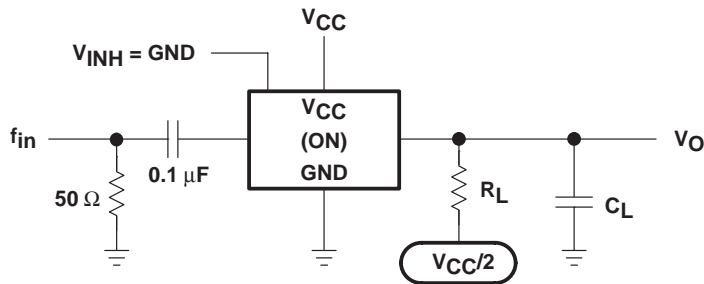 VCC
VINH = GND
VCC
(ON)
GND
fin
0.1 μF
50 Ω
RL
CL
VO
VCC/2